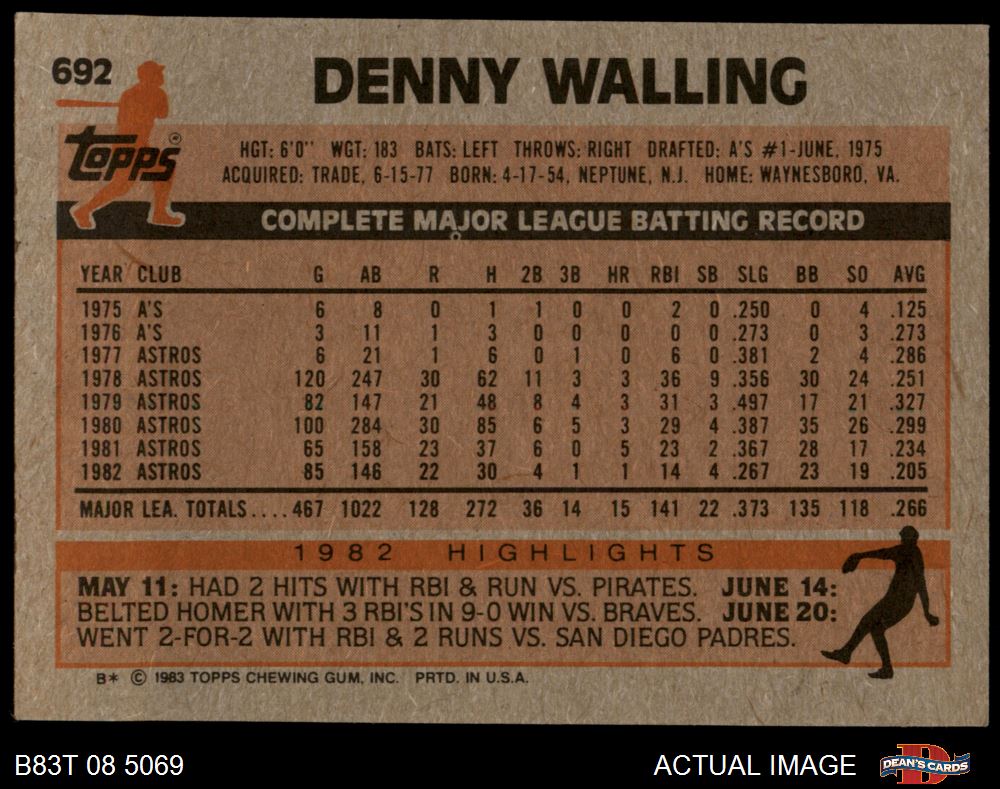 692
DENNY WALLING
Topps®
HGT: 6'0" WGT: 183 BATS: LEFT THROWS: RIGHT DRAFTED: A'S #1-JUNE, 1975
ACQUIRED: TRADE, 6-15-77 BORN: 4-17-54, NEPTUNE, N.J. HOME: WAYNESBORO, VA.
COMPLETE MAJOR LEAGUE BATTING RECORD
YEAR CLUB G AB R H 2B 3B HR RBI SB SLG BB SO AVG
1975 A'S 6 8 0 1 1 0 0 2 0 .250 0 4 .125
1976 A'S 3 11 1 3 0 0 0 0 0 .273 0 3 .273
1977 ASTROS 6 21 1 6 0 1 0 6 0 .381 2 4 .286
1978 ASTROS 120 247 30 62 11 3 3 36 9 .356 30 24 .251
1979 ASTROS 82 147 21 48 8 4 3 31 3 .497 17 21 .327
1980 ASTROS 100 284 30 85 6 5 3 29 4 .387 35 26 .299
1981 ASTROS 65 158 23 37 6 0 5 23 2 .367 28 17 .234
1982 ASTROS 85 146 22 30 4 1 1 14 4 .267 23 19 .205
MAJOR LEA. TOTALS.... 467 1022 128 272 36 14 15 141 22 .373 135 118 .266
1982 HIGHLIGHTS
MAY 11: HAD 2 HITS WITH RBI & RUN VS. PIRATES. JUNE 14:
BELTED HOMER WITH 3 RBI'S IN 9-0 WIN VS. BRAVES. JUNE 20:
WENT 2-FOR-2 WITH RBI & 2 RUNS VS. SAN DIEGO PADRES.
B* © 1983 TOPPS CHEWING GUM, INC. PRTD. IN U.S.A.
B83T 08 5069
ACTUAL IMAGE
D
DEAN'S CARDS